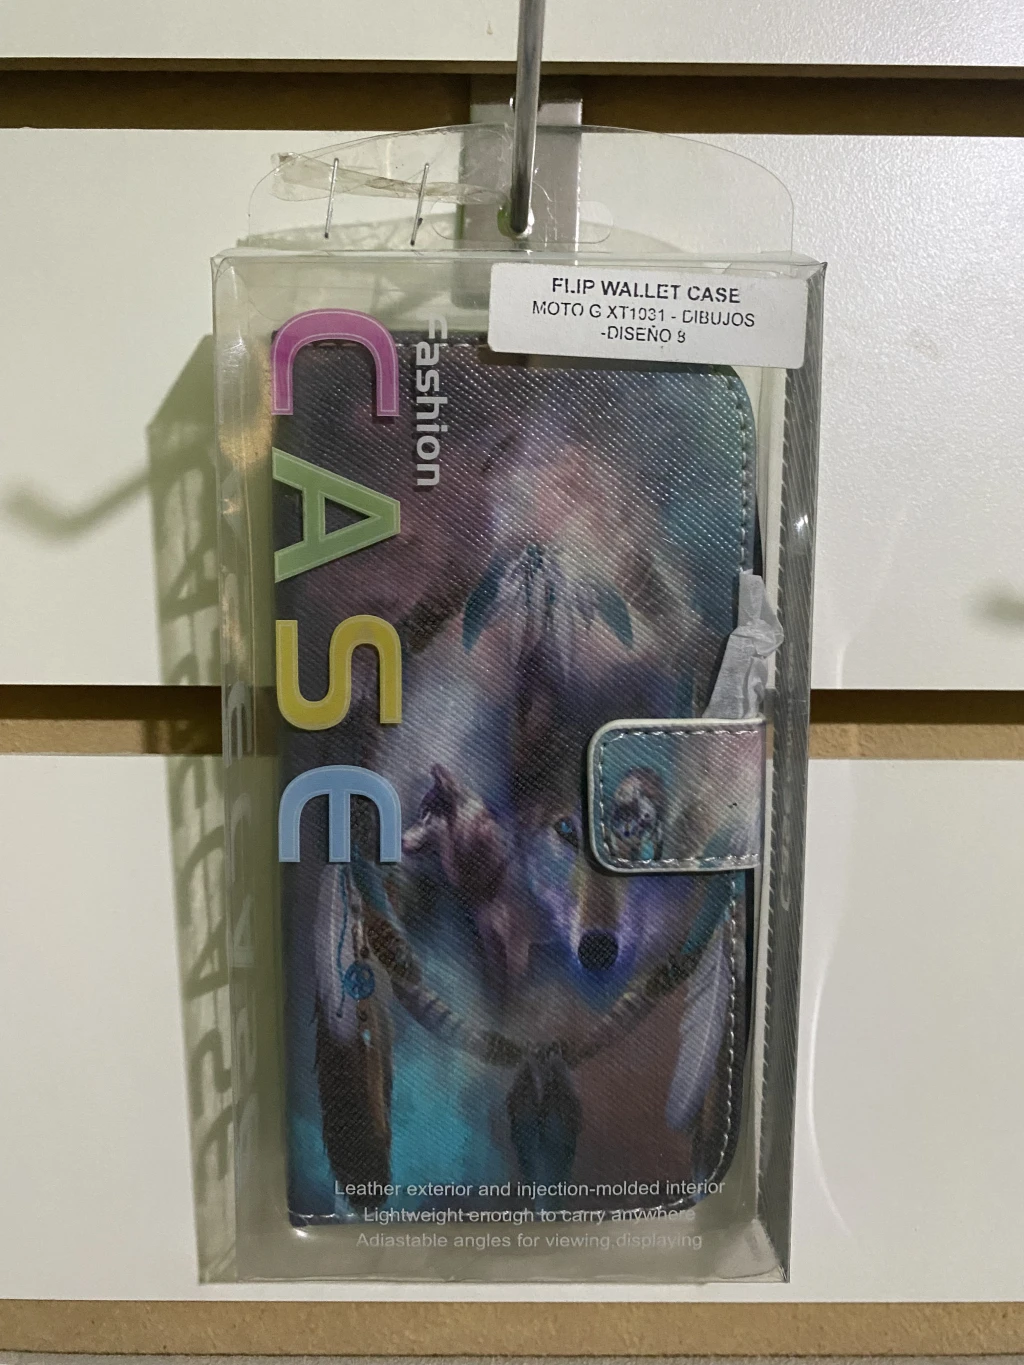 FLIP WALLET CASE
MOTO G XT1031 - DIBUJOS
-DISEÑO 8
Fashion
CASE
Leather exterior and injection-molded interior
Lightweight enough to carry anywhere
Adiastable angles for viewing,displaying